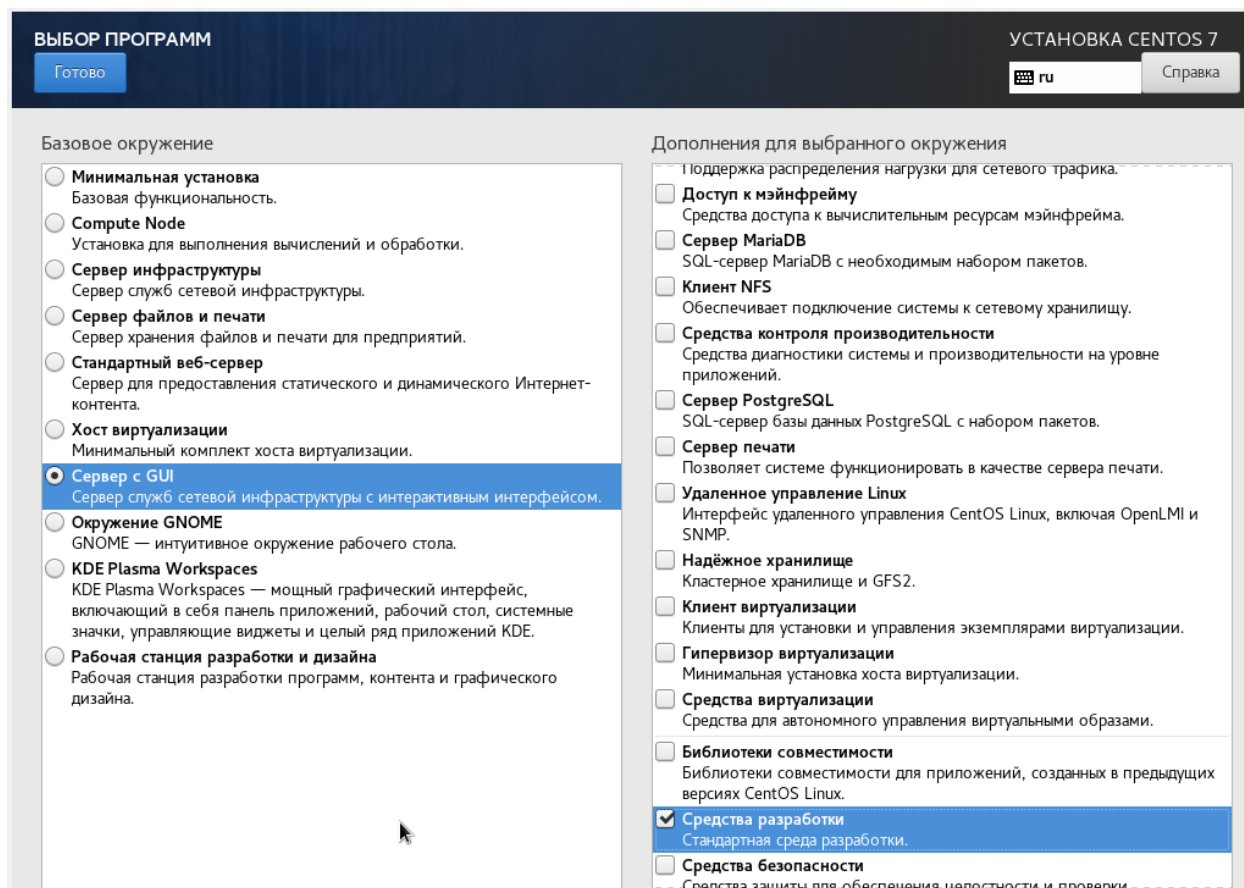 ВЫБОР ПРОГРАММ
Готово
УСТАНОВКА CENTOS 7
ru
Справка
Базовое окружение
Минимальная установка
Базовая функциональность.
Compute Node
Установка для выполнения вычислений и обработки.
Сервер инфраструктуры
Сервер служб сетевой инфраструктуры.
Сервер файлов и печати
Сервер хранения файлов и печати для предприятий.
Стандартный веб-сервер
Сервер для предоставления статического и динамического Интернет-
контента.
Хост виртуализации
Минимальный комплект хоста виртуализации.
Сервер с GUI
Сервер служб сетевой инфраструктуры с интерактивным интерфейсом.
Окружение GNOME
GNOME — интуитивное окружение рабочего стола.
KDE Plasma Workspaces
KDE Plasma Workspaces — мощный графический интерфейс,
включающий в себя панель приложений, рабочий стол, системные
значки, управляющие виджеты и целый ряд приложений KDE.
Рабочая станция разработки и дизайна
Рабочая станция разработки программ, контента и графического
дизайна.
Дополнения для выбранного окружения
Поддержка распределения нагрузки для сетевого трафика.
Доступ к мэйнфрейму
Средства доступа к вычислительным ресурсам мэйнфрейма.
Сервер MariaDB
SQL-сервер MariaDB с необходимым набором пакетов.
Клиент NFS
Обеспечивает подключение системы к сетевому хранилищу.
Средства контроля производительности
Средства диагностики системы и производительности на уровне
приложений.
Сервер PostgreSQL
SQL-сервер базы данных PostgreSQL с набором пакетов.
Сервер печати
Позволяет системе функционировать в качестве сервера печати.
Удаленное управление Linux
Интерфейс удаленного управления CentOS Linux, включая OpenLMI и
SNMP.
Надёжное хранилище
Кластерное хранилище и GFS2.
Клиент виртуализации
Клиенты для установки и управления экземплярами виртуализации.
Гипервизор виртуализации
Минимальная установка хоста виртуализации.
Средства виртуализации
Средства для автономного управления виртуальными образами.
Библиотеки совместимости
Библиотеки совместимости для приложений, созданных в предыдущих
версиях CentOS Linux.
Средства разработки
Стандартная среда разработки.
Средства безопасности
Средства защиты для обеспечения целостности и проверки